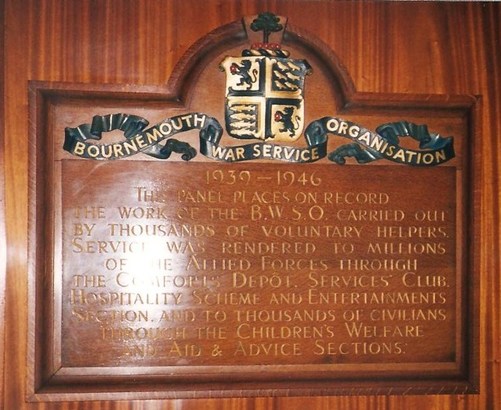 BOURNEMOUTH WAR SERVICE ORGANISATION
1939 – 1946
THE PANEL PLACES ON RECORD
THE WORK OF THE B.W.S.O. CARRIED OUT
BY THOUSANDS OF VOLUNTARY HELPERS.
SERVICE WAS RENDERED TO MILLIONS
OF THE ALLIED FORCES THROUGH
THE COMFORTS DEPÔT, SERVICES' CLUB,
HOSPITALITY SCHEME AND ENTERTAINMENTS
SECTION, AND TO THOUSANDS OF CIVILIANS
THROUGH THE CHILDREN'S WELFARE
AND AID & ADVICE SECTIONS.